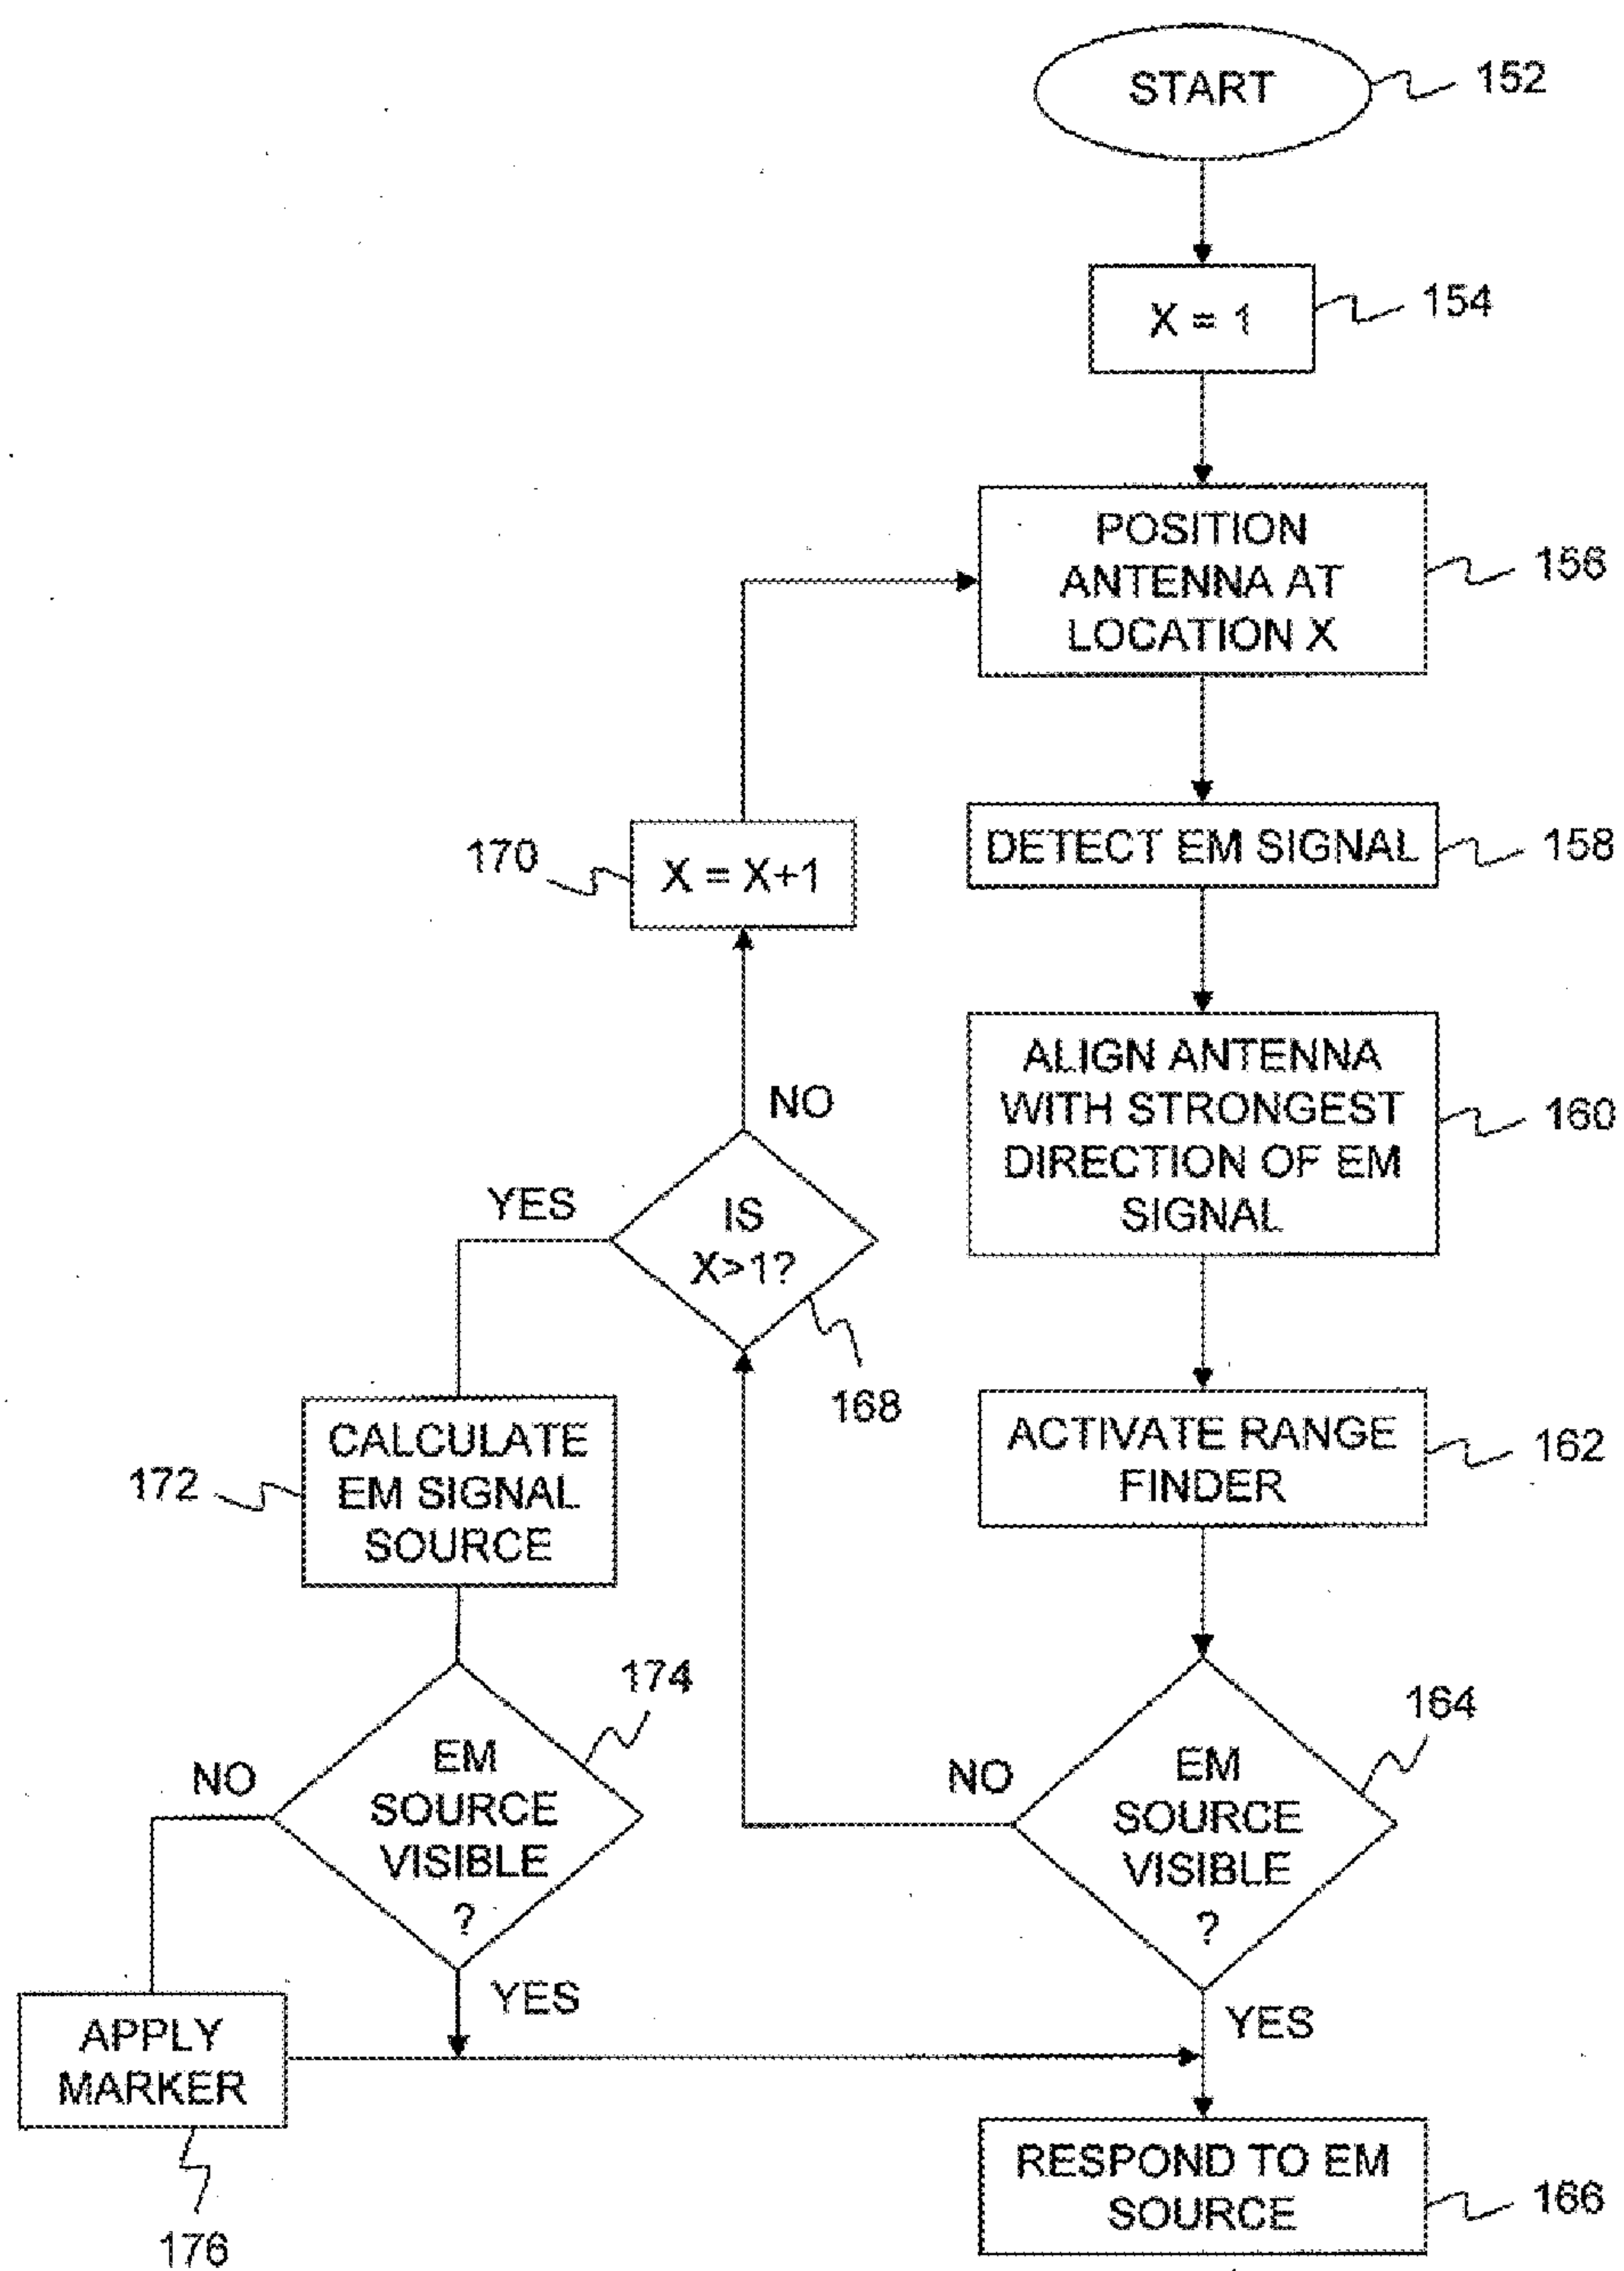 START
152
X = 1
154
POSITION
ANTENNA AT
LOCATION X
156
DETECT EM SIGNAL
158
170
X = X+1
ALIGN ANTENNA
WITH STRONGEST
DIRECTION OF EM
SIGNAL
160
NO
YES
IS
X>1?
168
ACTIVATE RANGE
FINDER
162
CALCULATE
EM SIGNAL
SOURCE
172
174
NO
EM
SOURCE
VISIBLE
?
YES
164
NO
EM
SOURCE
VISIBLE
?
YES
APPLY
MARKER
176
RESPOND TO EM
SOURCE
166